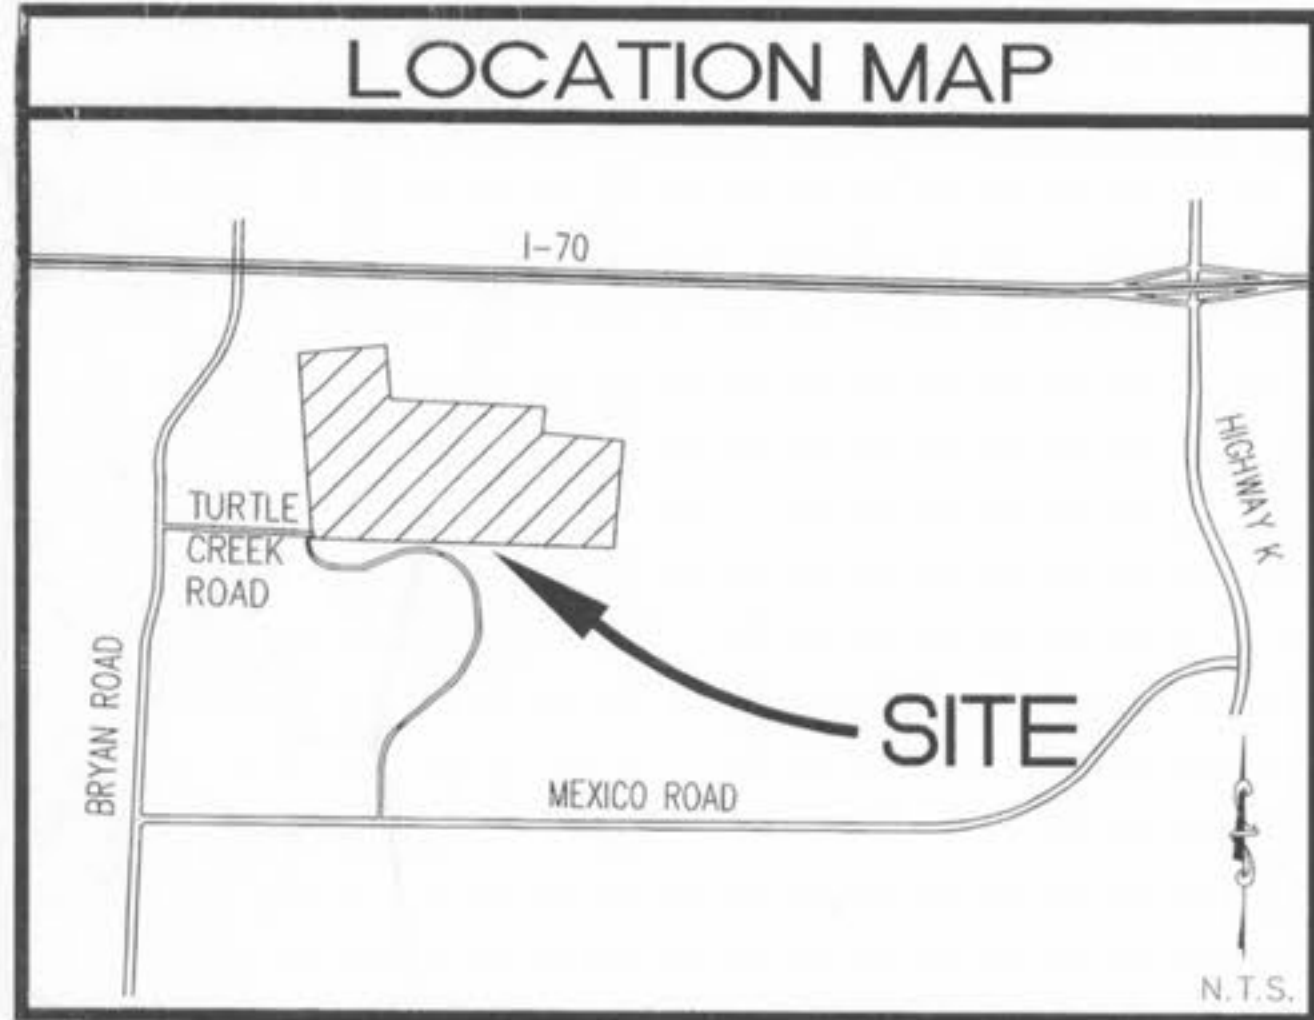 LOCATION MAP
I-70
HIGHWAY K
TURTLE
CREEK
ROAD
BRYAN ROAD
SITE
MEXICO ROAD
N.T.S.